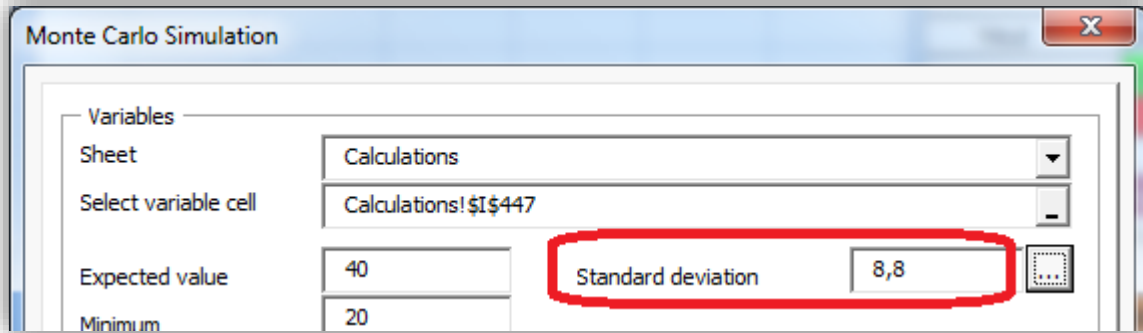 Monte Carlo Simulation
Variables
Sheet Calculations
Select variable cell Calculations!$I$447
Expected value 40 Standard deviation 8,8 ...
Minimum 20